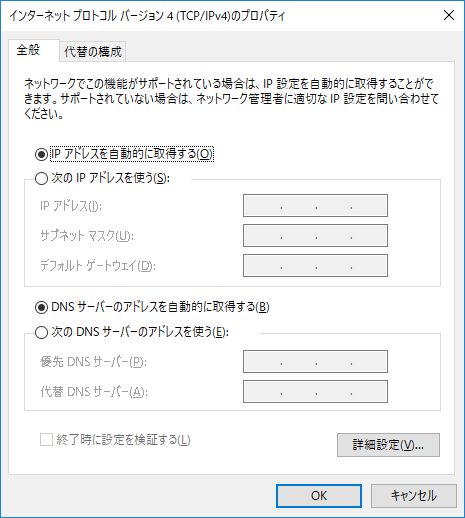 インターネット プロトコル バージョン 4 (TCP/IPv4)のプロパティ
全般
代替の構成
ネットワークでこの機能がサポートされている場合は、IP 設定を自動的に取得することがで
きます。サポートされていない場合は、ネットワーク管理者に適切な IP 設定を問い合わせて
ください。
IP アドレスを自動的に取得する(O)
次の IP アドレスを使う(S):
IP アドレス(I):
サブネット マスク(U):
デフォルト ゲートウェイ(D):
DNS サーバーのアドレスを自動的に取得する(B)
次の DNS サーバーのアドレスを使う(E):
優先 DNS サーバー(P):
代替 DNS サーバー(A):
終了時に設定を検証する(L)
詳細設定(V)...
OK
キャンセル